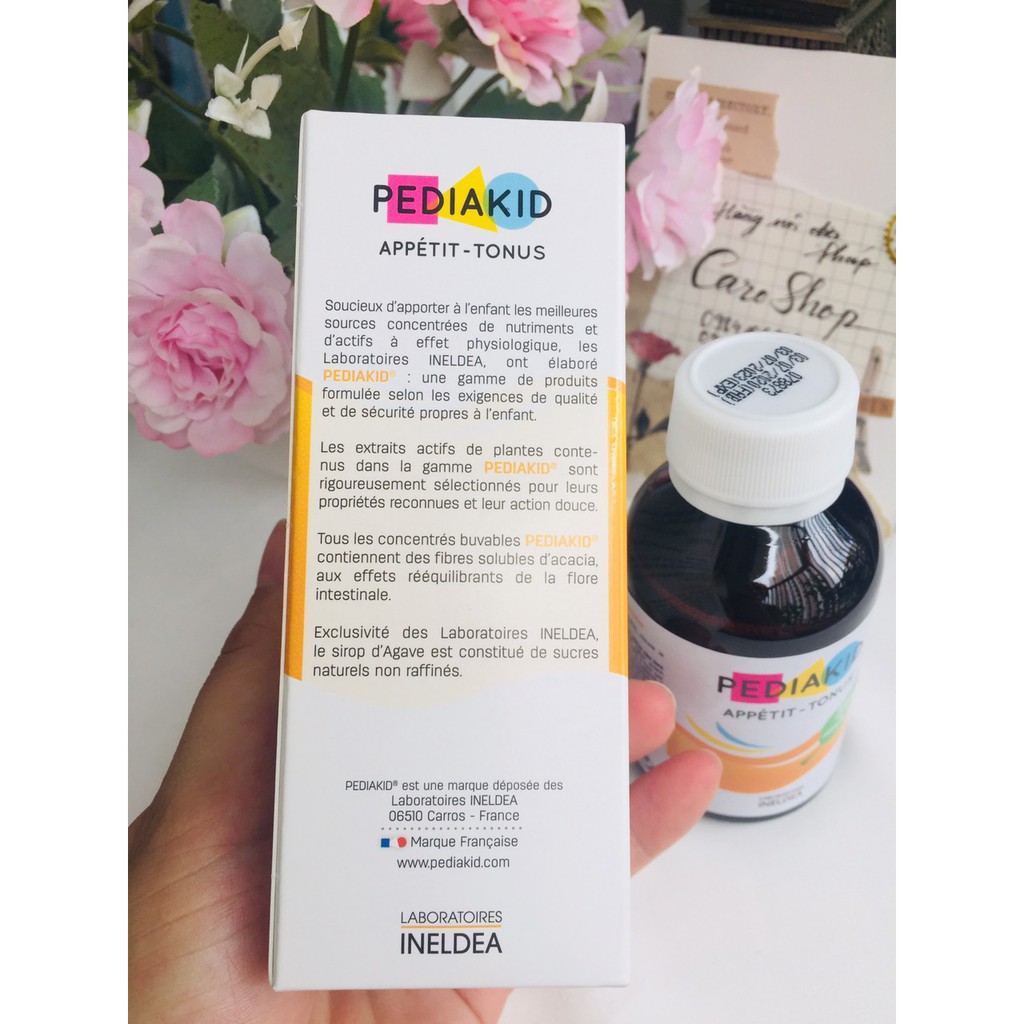 PEDIAKID
APPÉTIT-TONUS
Soucieux d'apporter à l'enfant les meilleures
sources concentrées de nutriments et
d'actifs à effet physiologique, les
Laboratoires INELDEA, ont élaboré
PEDIAKID® : une gamme de produits
formulée selon les exigences de qualité
et de sécurité propres à l'enfant.
Les extraits actifs de plantes conte-
nus dans la gamme PEDIAKID® sont
rigoureusement sélectionnés pour leurs
propriétés reconnues et leur action douce.
Tous les concentrés buvables PEDIAKID®
contiennent des fibres solubles d'acacia,
aux effets rééquilibrants de la flore
intestinale.
Exclusivité des Laboratoires INELDEA,
le sirop d'Agave est constitué de sucres
naturels non raffinés.
PEDIAKID® est une marque déposée des
Laboratoires INELDEA
06510 Carros - France
Marque Française
www.pediakid.com
LABORATOIRES
INELDEA
Caro Shop
PEDIAKID
APPÉTIT-TONUS
INELDEA